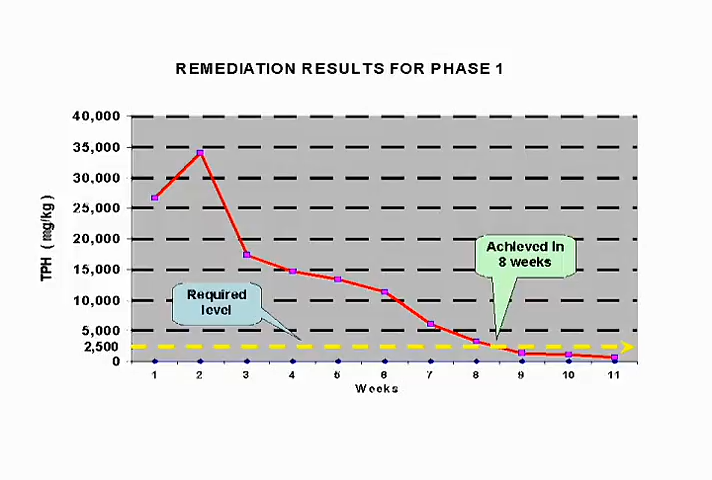 REMEDIATION RESULTS FOR PHASE 1
40,000
35,000
30,000
25,000
20,000
15,000
10,000
5,000
2,500
0
TPH ( mg/kg )
Achieved in
8 weeks
Required
level
1 2 3 4 5 6 7 8 9 10 11
Weeks